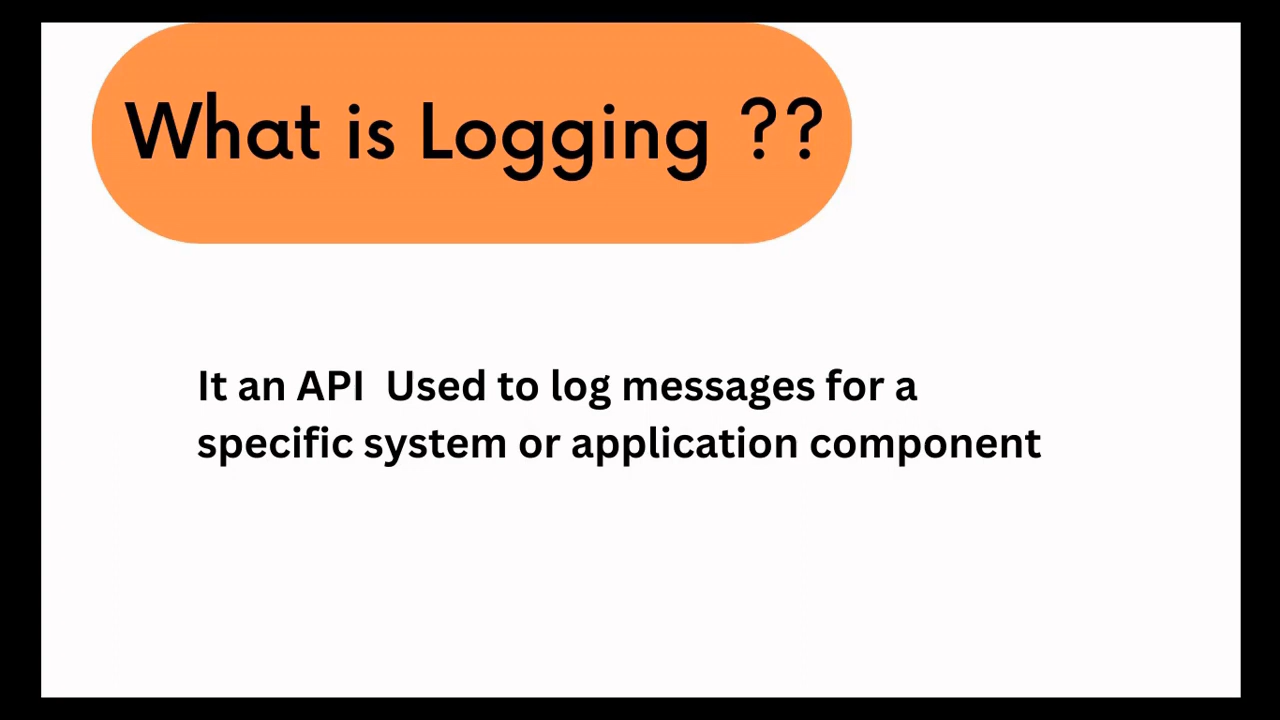 What is Logging ??
It an API  Used to log messages for a
specific system or application component